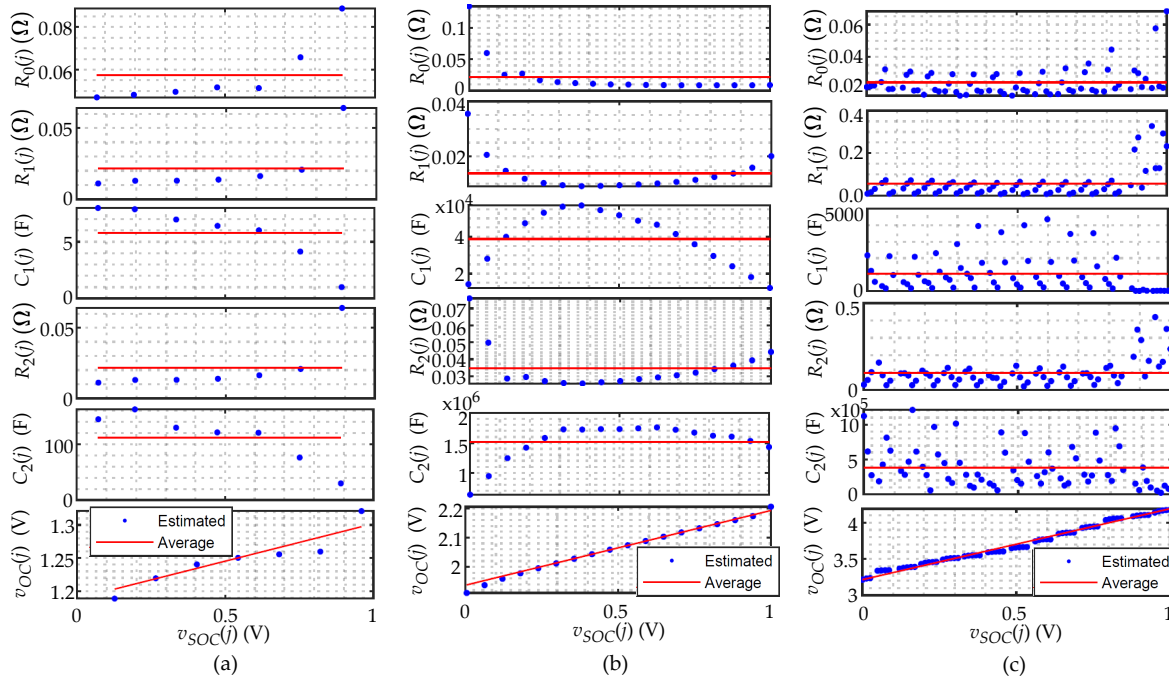 R0(j) (Ω)
0.08
0.06
R1(j) (Ω)
0.05
0
C1(j) (F)
5
0
R2(j) (Ω)
0.05
0
C2(j) (F)
100
0
vOC(j) (V)
1.3
1.25
1.2
Estimated
Average
0
0.5
1
vSOC(j) (V)
(a)
R0(j) (Ω)
0.1
0.05
0
R1(j) (Ω)
0.04
0.02
C1(j) (F)
x10^4
4
2
R2(j) (Ω)
0.07
0.06
0.05
0.04
0.03
C2(j) (F)
x10^6
2
1.5
1
vOC(j) (V)
2.2
2.1
2
Estimated
Average
0
0.5
1
vSOC(j) (V)
(b)
R0(j) (Ω)
0.06
0.04
0.02
R1(j) (Ω)
0.4
0.2
0.0
C1(j) (F)
5000
0
R2(j) (Ω)
0.5
0
C2(j) (F)
x10^5
10
5
0
vOC(j) (V)
4
3.5
3
Estimated
Average
0
0.5
1
vSOC(j) (V)
(c)